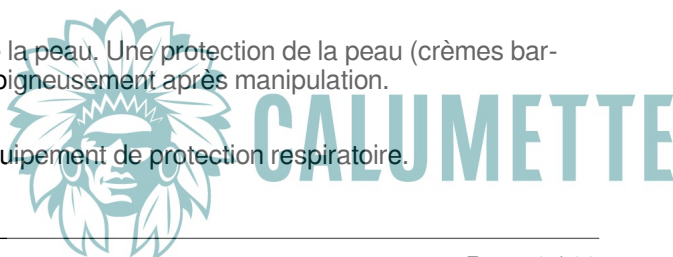 la peau. Une protection de la peau (crèmes bar-
oigneusement après manipulation.
CALUMETTE
uipement de protection respiratoire.